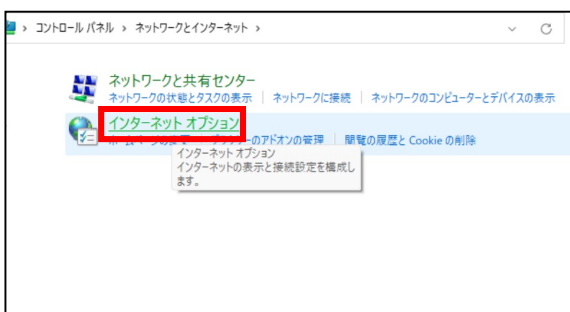 › コントロール パネル › ネットワークとインターネット ›
ネットワークと共有センター
ネットワークの状態とタスクの表示 | ネットワークに接続 | ネットワークのコンピューターとデバイスの表示
インターネット オプション
のアドオンの管理 | 閲覧の履歴と Cookie の削除
インターネット オプション
インターネットの表示と接続設定を構成し
ます。